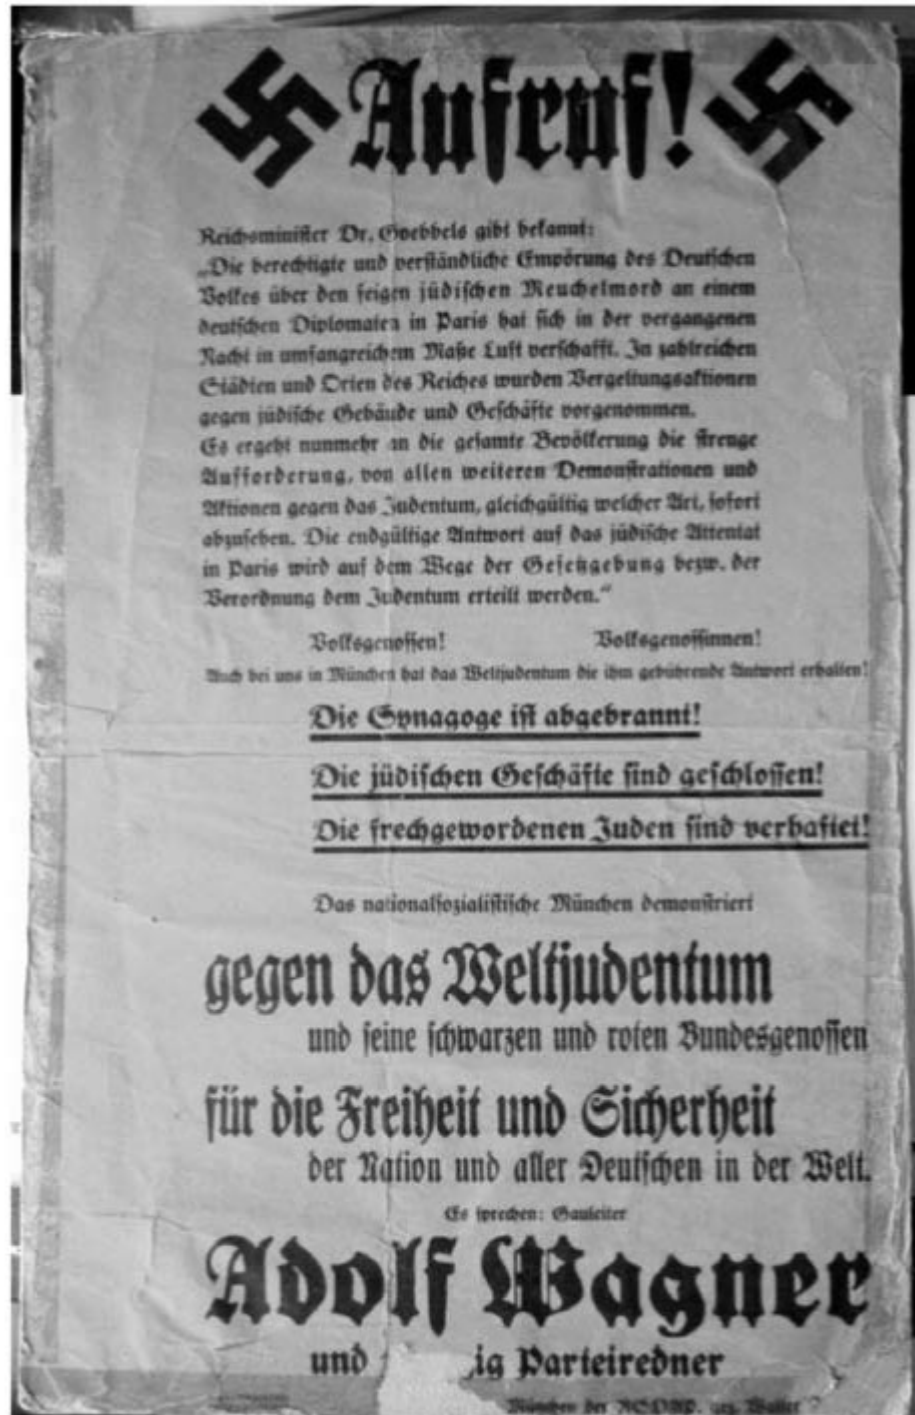 Aufruf!
Reichsminister Dr. Goebbels gibt bekannt:
„Die berechtigte und verständliche Empörung des Deutschen
Volkes über den feigen jüdischen Meuchelmord an einem
deutschen Diplomaten in Paris hat sich in der vergangenen
Nacht in umfangreichem Maße Luft verschafft. In zahlreichen
Städten und Orten des Reiches wurden Vergeltungsaktionen
gegen jüdische Gebäude und Geschäfte vorgenommen.
Es ergeht nunmehr an die gesamte Bevölkerung die strenge
Aufforderung, von allen weiteren Demonstrationen und
Aktionen gegen das Judentum, gleichgültig welcher Art, sofort
abzusehen. Die endgültige Antwort auf das jüdische Attentat
in Paris wird auf dem Wege der Gesetzgebung bezw. der
Verordnung dem Judentum erteilt werden.“
Volksgenossen! Volksgenossinnen!
Auch bei uns in München hat das Weltjudentum die ihm gebührende Antwort erhalten!
Die Synagoge ist abgebrannt!
Die jüdischen Geschäfte sind geschlossen!
Die frechgewordenen Juden sind verhaftet!
Das nationalsozialistische München demonstriert
gegen das Weltjudentum
und seine schwarzen und roten Bundesgenossen
für die Freiheit und Sicherheit
der Nation und aller Deutschen in der Welt.
Es sprechen: Gauleiter
Adolf Wagner
und ig Parteiredner
München der NSDAP. gez.